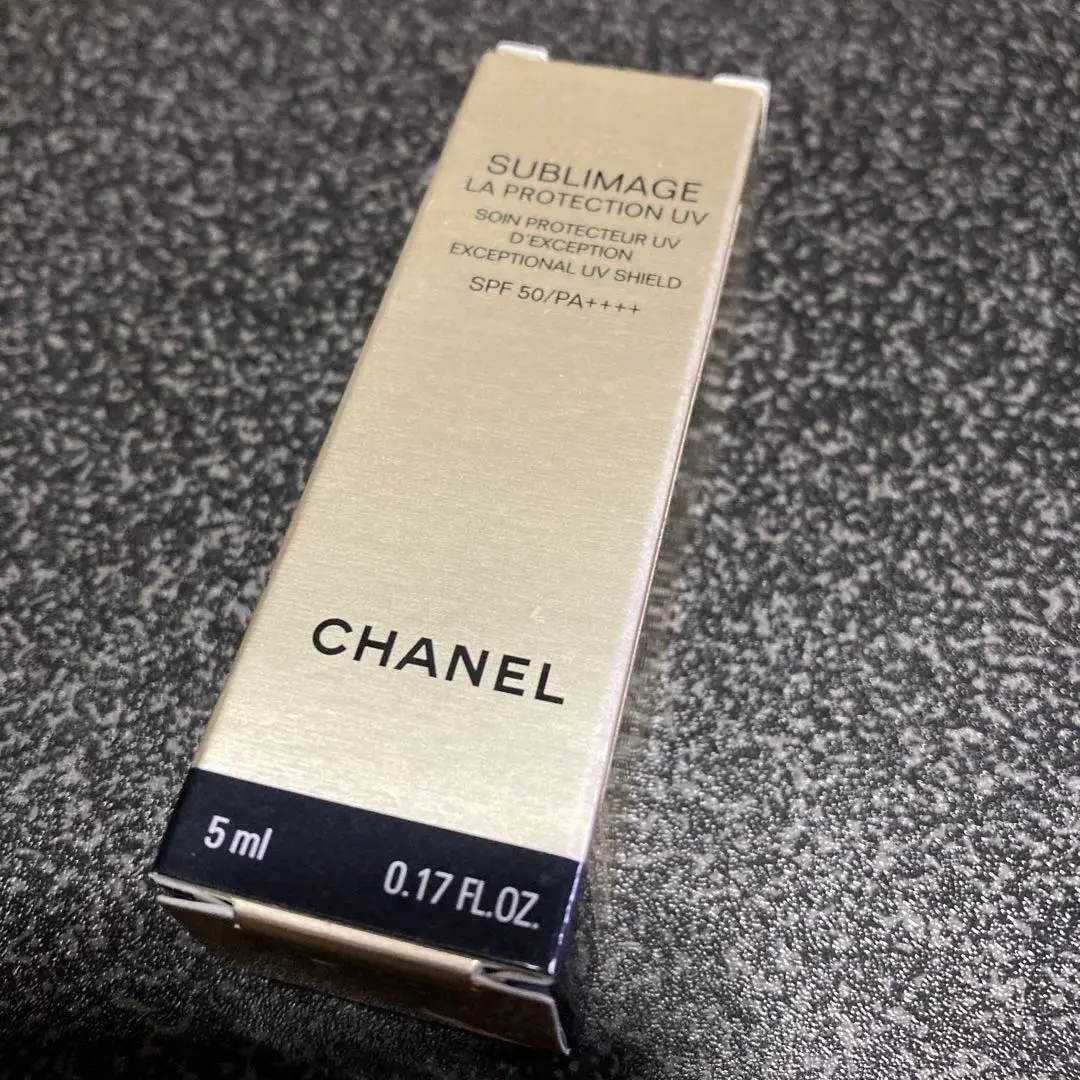 SUBLIMAGE
LA PROTECTION UV
SOIN PROTECTEUR UV
D'EXCEPTION
EXCEPTIONAL UV SHIELD
SPF 50/PA++++
CHANEL
5 ml
0.17 FL.OZ.